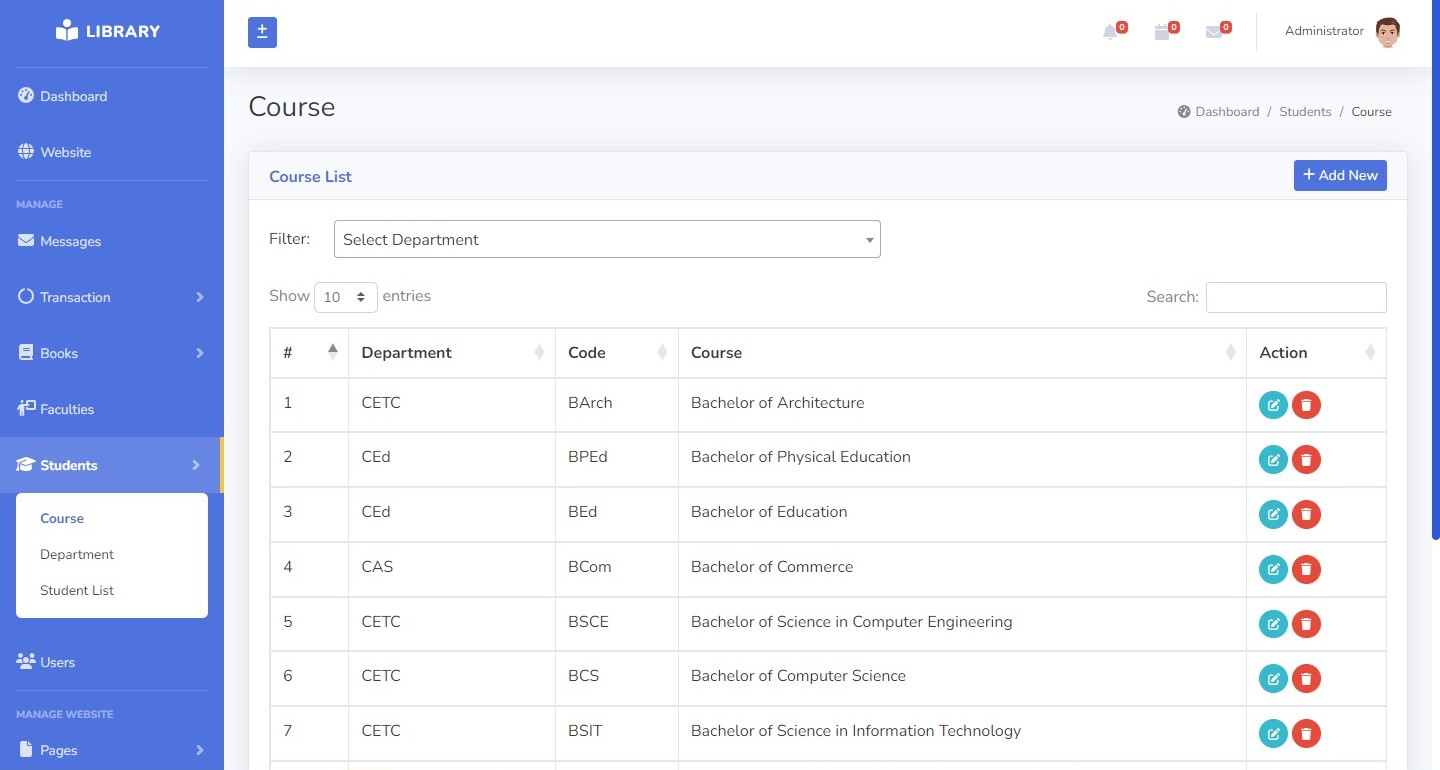 LIBRARY
±
0
0
0
Administrator
Dashboard
Website
MANAGE
Messages
Transaction
Books
Faculties
Students
Course
Department
Student List
Users
MANAGE WEBSITE
Pages
Course
Dashboard / Students / Course
Course List
+ Add New
Filter: Select Department
Show 10 entries
Search:
# Department Code Course Action
1 CETC BArch Bachelor of Architecture
2 CEd BPEd Bachelor of Physical Education
3 CEd BEd Bachelor of Education
4 CAS BCom Bachelor of Commerce
5 CETC BSCE Bachelor of Science in Computer Engineering
6 CETC BCS Bachelor of Computer Science
7 CETC BSIT Bachelor of Science in Information Technology